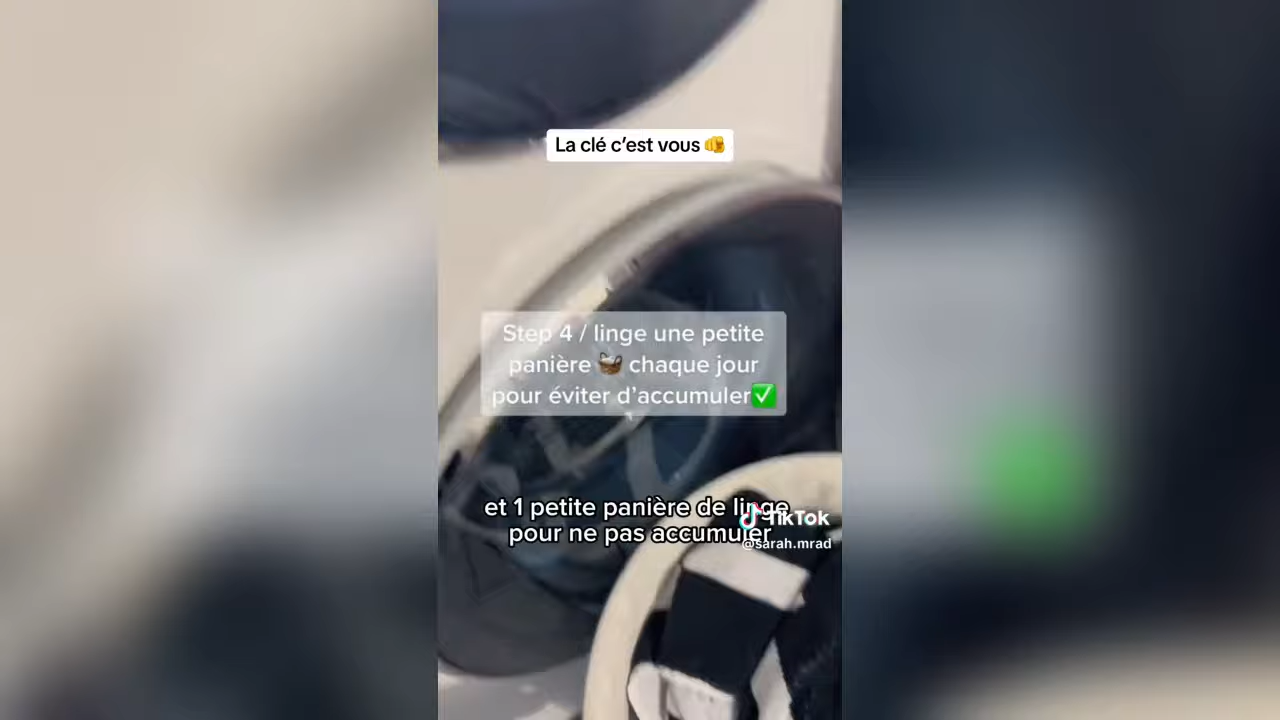 La clé c’est vous 🫵
Step 4 / linge une petite
panière 🧺 chaque jour
pour éviter d’accumuler✅
et 1 petite panière de linge
pour ne pas accumuler
TikTok
@sarah.mrad